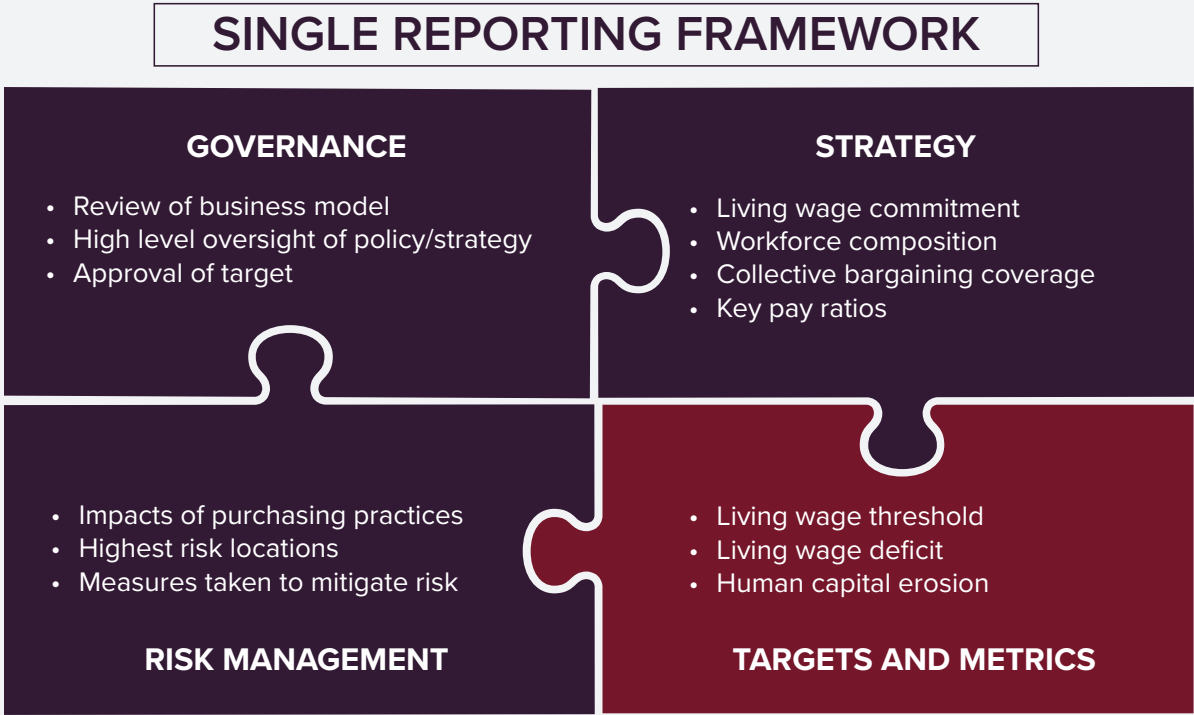 SINGLE REPORTING FRAMEWORK
GOVERNANCE
• Review of business model
• High level oversight of policy/strategy
• Approval of target
STRATEGY
• Living wage commitment
• Workforce composition
• Collective bargaining coverage
• Key pay ratios
• Impacts of purchasing practices
• Highest risk locations
• Measures taken to mitigate risk
RISK MANAGEMENT
• Living wage threshold
• Living wage deficit
• Human capital erosion
TARGETS AND METRICS